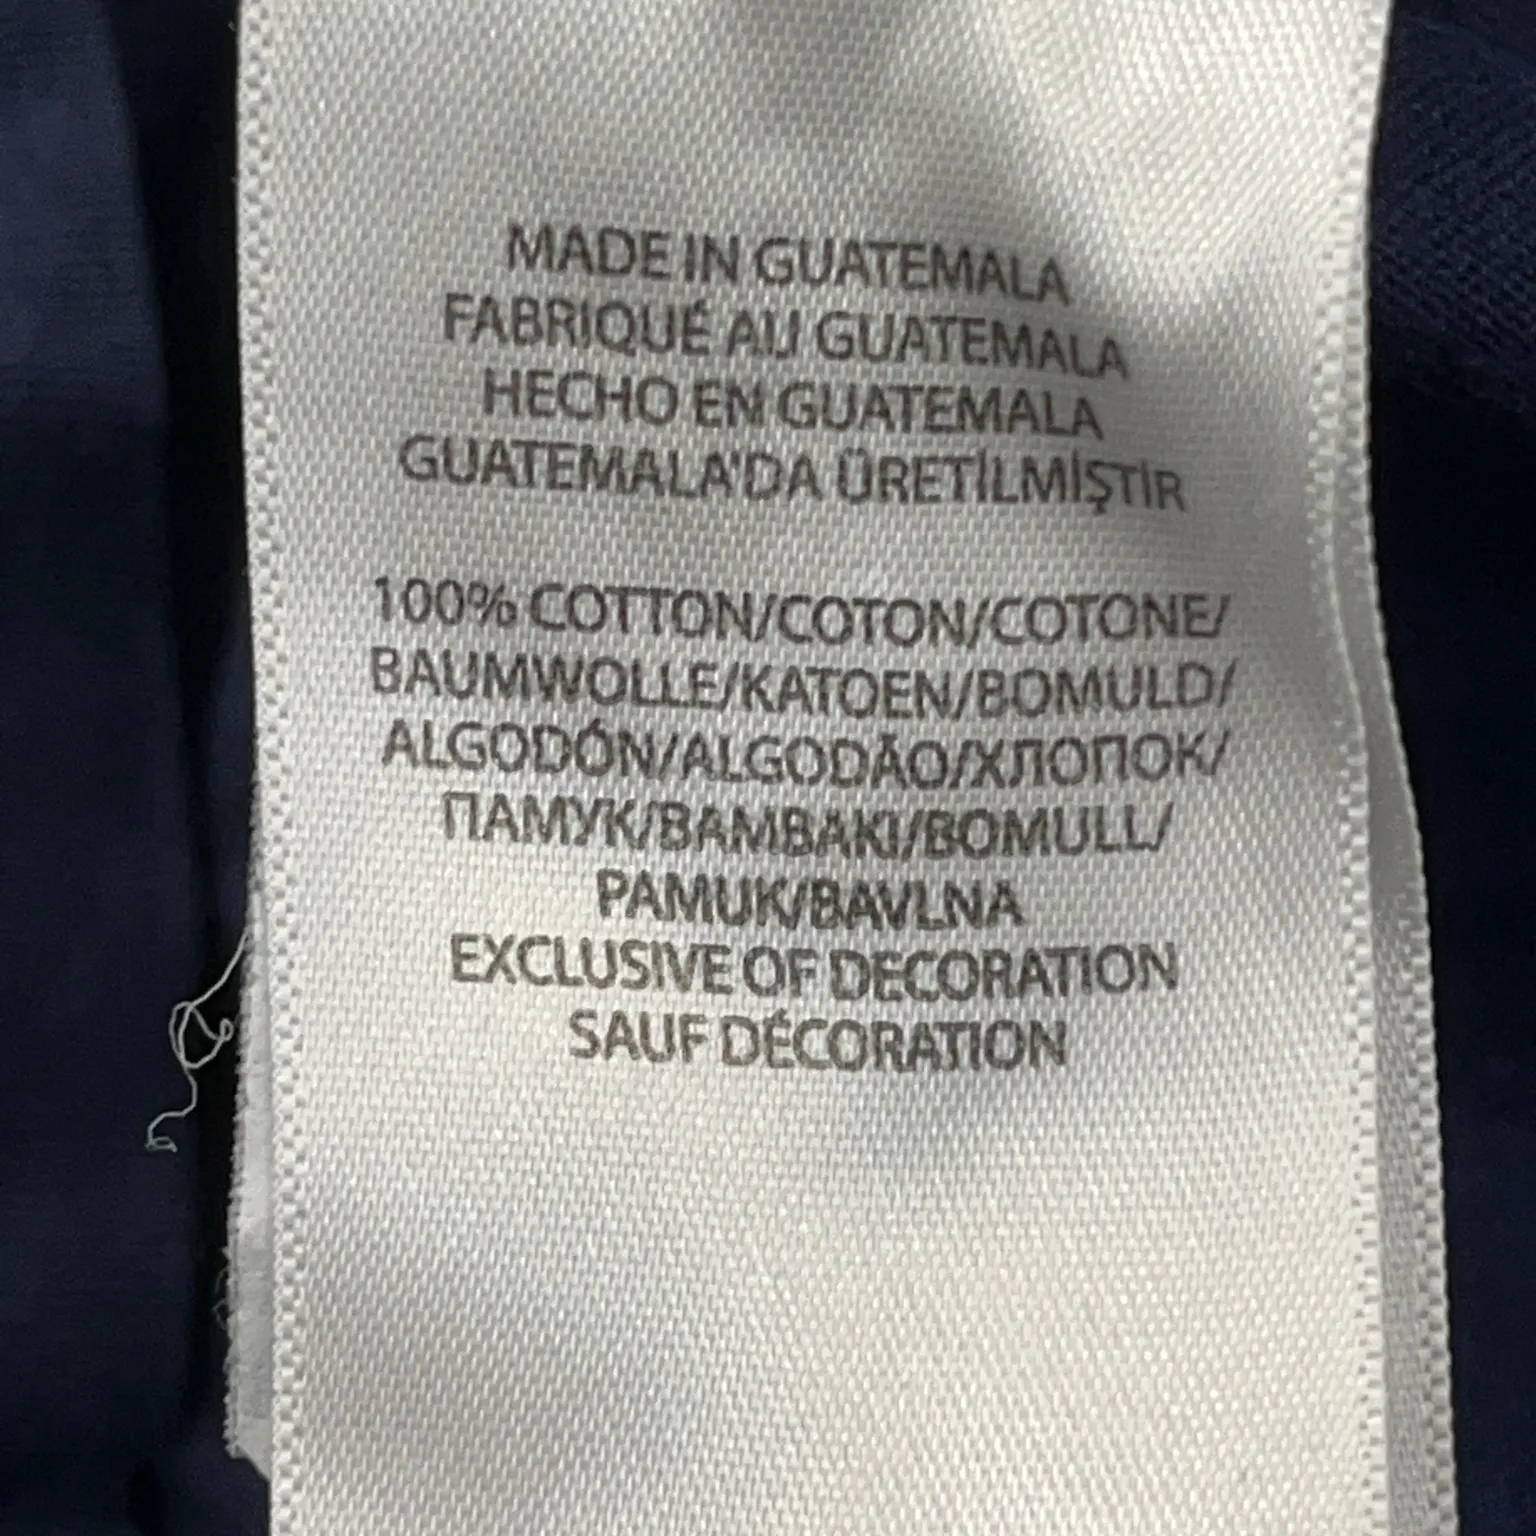 MADE IN GUATEMALA
FABRIQUÉ AU GUATEMALA
HECHO EN GUATEMALA
GUATEMALA'DA ÜRETİLMİŞTİR
100% COTTON/COTON/COTONE/
BAUMWOLLE/KATOEN/BOMULD/
ALGODÓN/ALGODÃO/ХЛОПОК/
ПАМУК/BAMBAKI/BOMULL/
PAMUK/BAVLNA
EXCLUSIVE OF DECORATION
SAUF DÉCORATION